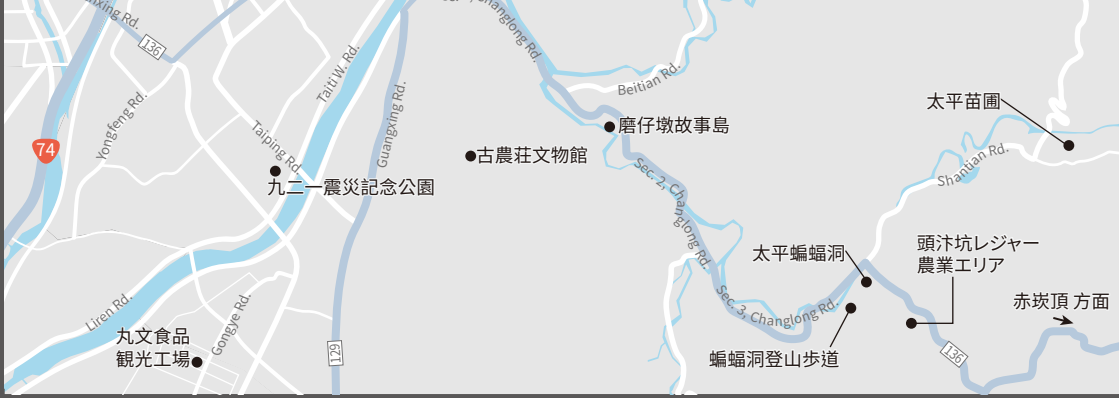 136
Taiti W. Rd.
Beitian Rd.
太平苗圃
磨仔墩故事島
74
Yongfeng Rd.
Taiping Rd.
Guangxing Rd.
古農荘文物館
Shantian Rd.
九二一震災記念公園
Sec. 2, Changlong Rd.
太平蝙蝠洞
頭汴坑レジャー
農業エリア
Sec. 3, Changlong Rd.
赤崁頂 方面
Liren Rd.
Gongye Rd.
丸文食品
観光工場
129
蝙蝠洞登山歩道
136